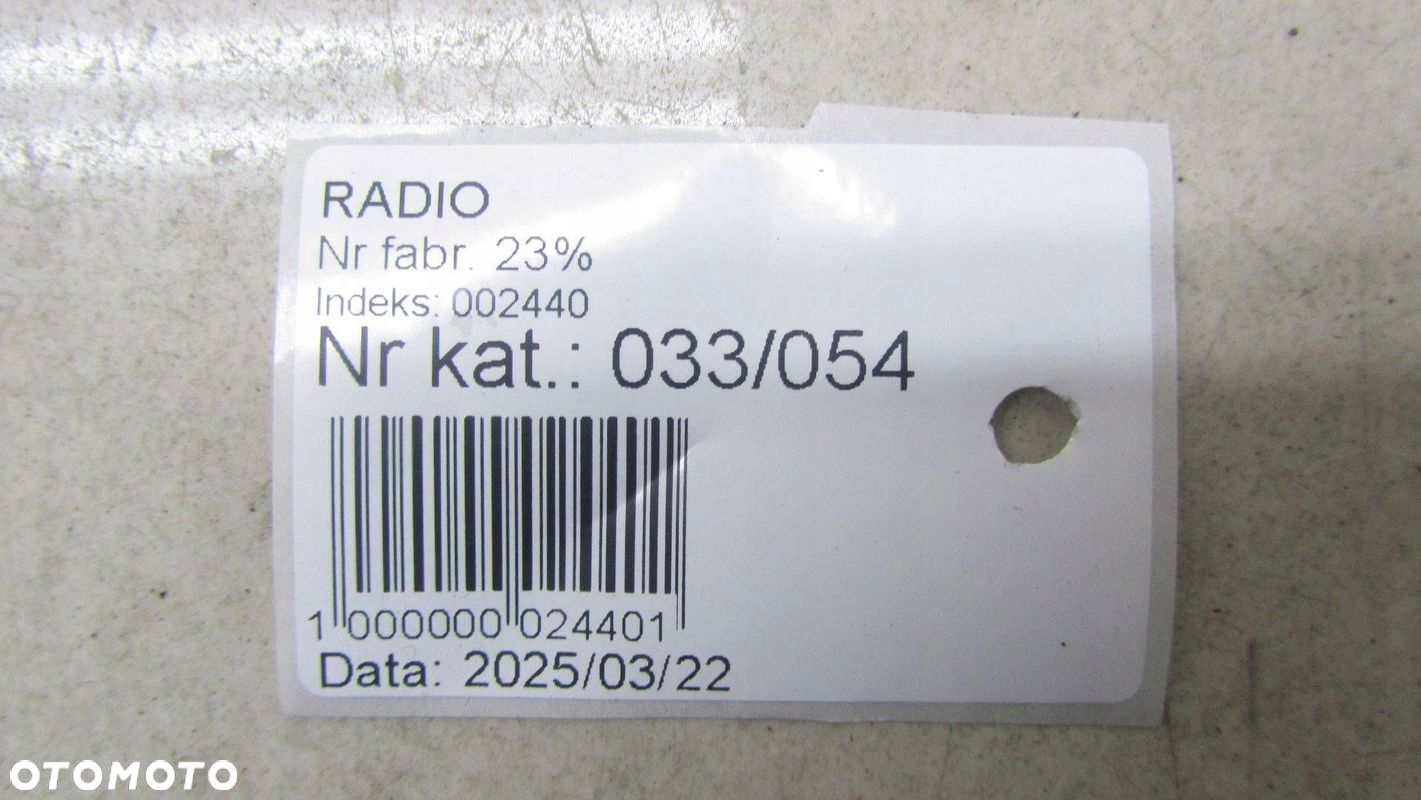 RADIO
Nr fabr. 23%
Indeks: 002440
Nr kat.: 033/054
1 000000 024401
Data: 2025/03/22
OTOMOTO